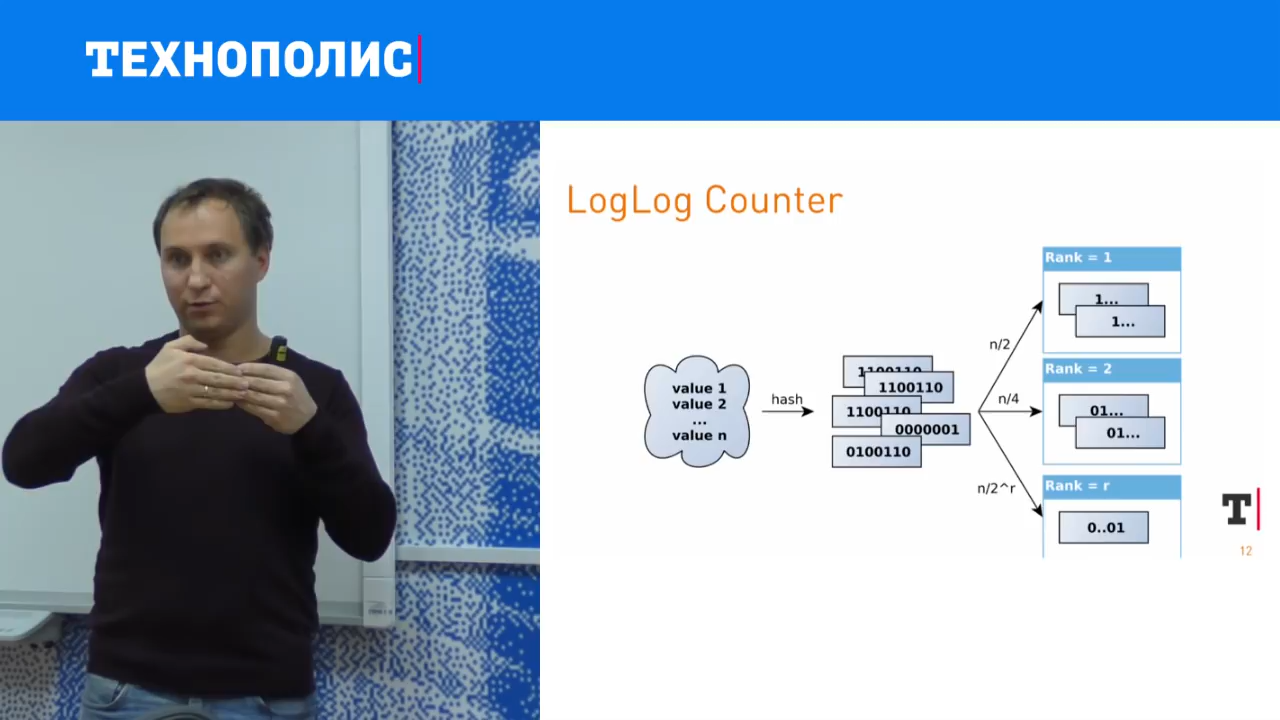 ТЕХНОПОЛИС
LogLog Counter
value 1
value 2
...
value n
hash
1100110
1100110
1100110
0000001
0100110
n/2
n/4
n/2^r
Rank = 1
1...
1...
Rank = 2
01...
01...
Rank = r
0..01
T
12